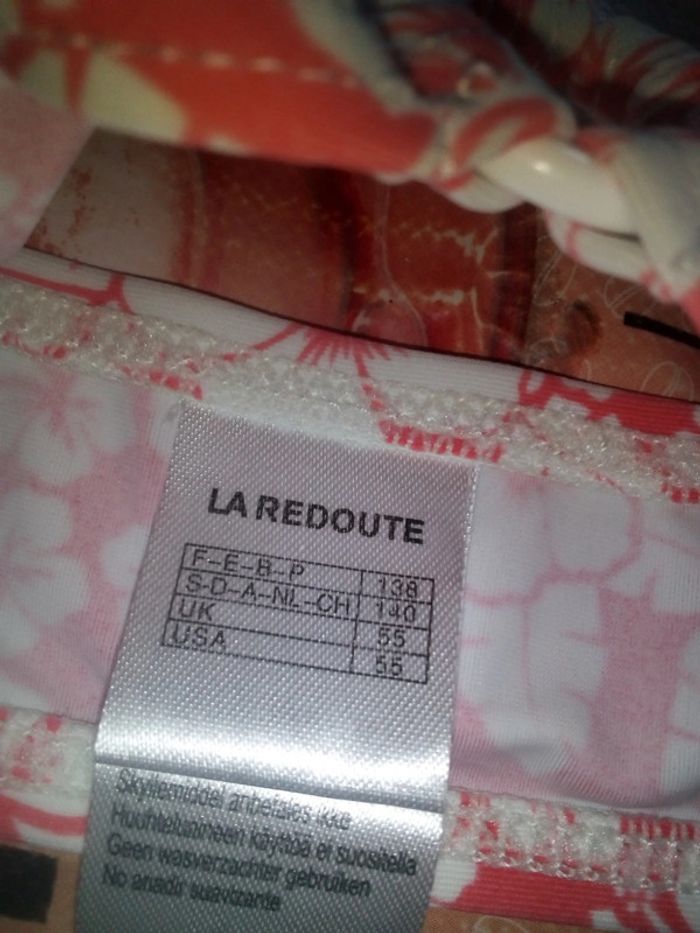 LA REDOUTE
F-E-B-P 138
S-D-A-NL-CH 140
UK 55
USA 55
Skyllemiddel anbefales ikke
Huuhteluaineen käyttöä ei suositella
Geen wasverzachter gebruiken
No anadir suavizante